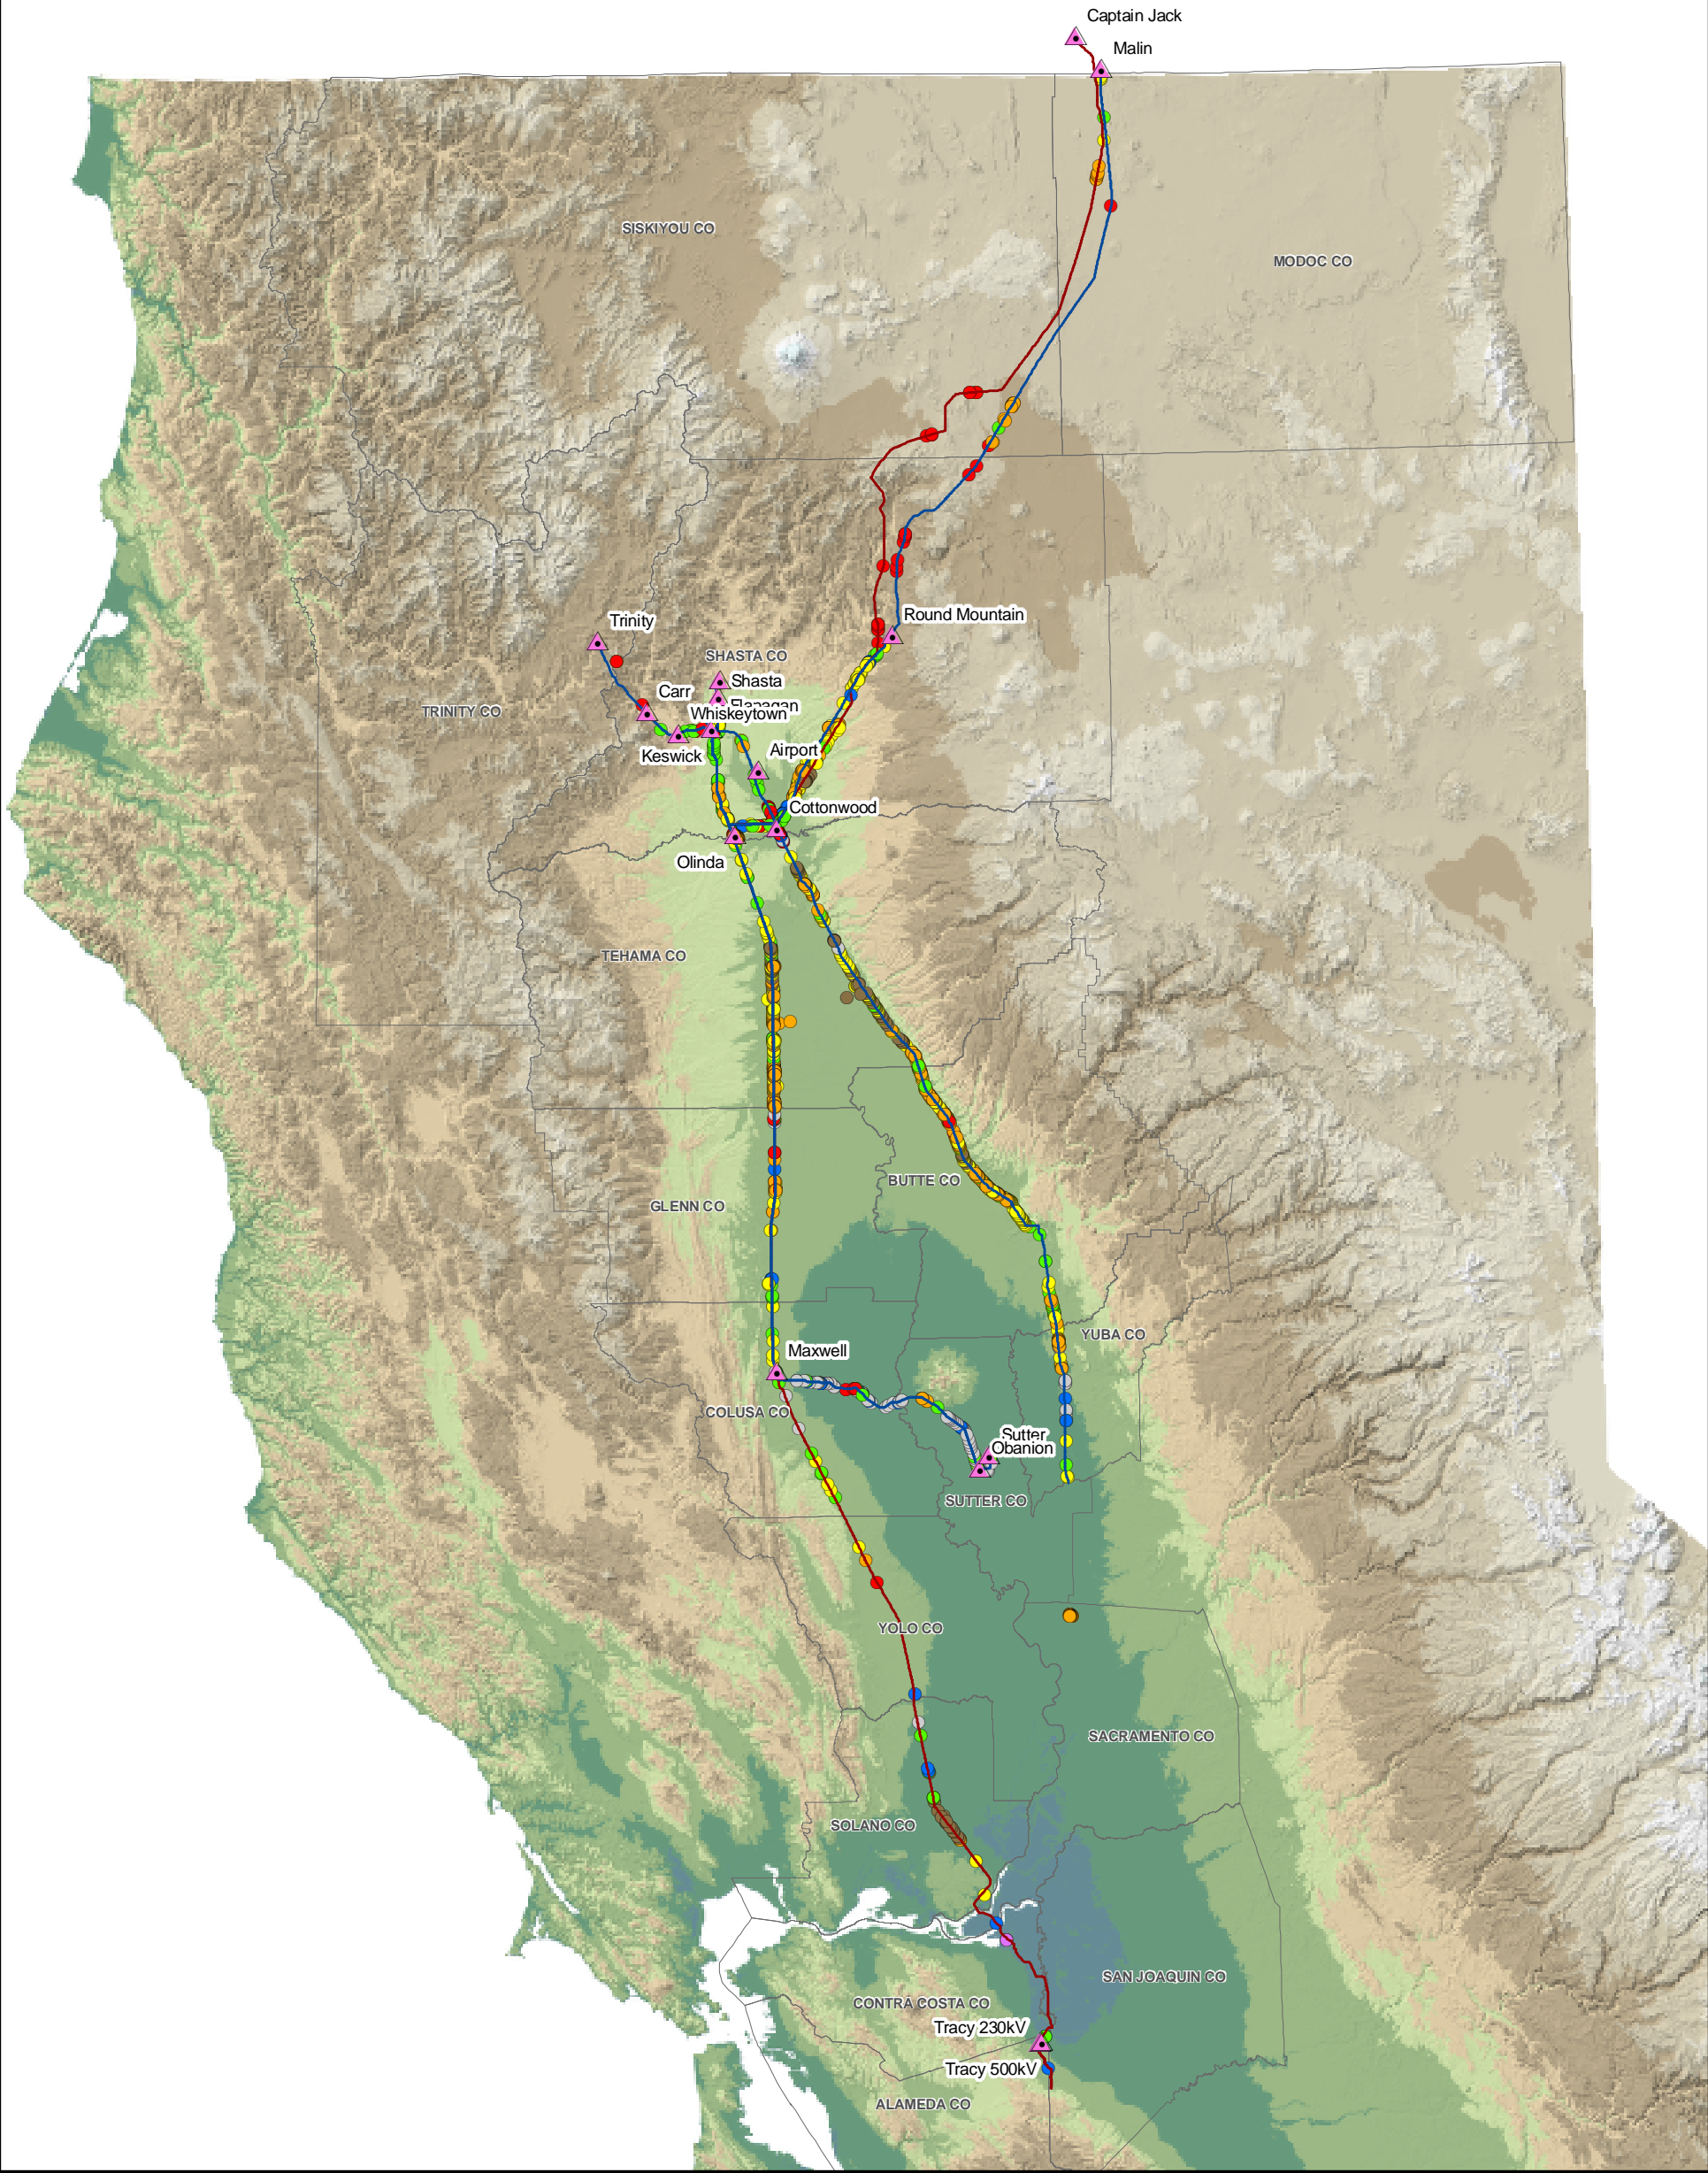 Captain Jack
Malin
SISKIYOU CO
MODOC CO
Round Mountain
Trinity
SHASTA CO
Shasta
Carr
Flanagan
TRINITY CO
Whiskeytown
Airport
Keswick
Cottonwood
Olinda
TEHAMA CO
BUTTE CO
GLENN CO
YUBA CO
Maxwell
COLUSA CO
Sutter
Obanion
SUTTER CO
YOLO CO
SACRAMENTO CO
SOLANO CO
SAN JOAQUIN CO
CONTRA COSTA CO
Tracy 230kV
Tracy 500kV
ALAMEDA CO